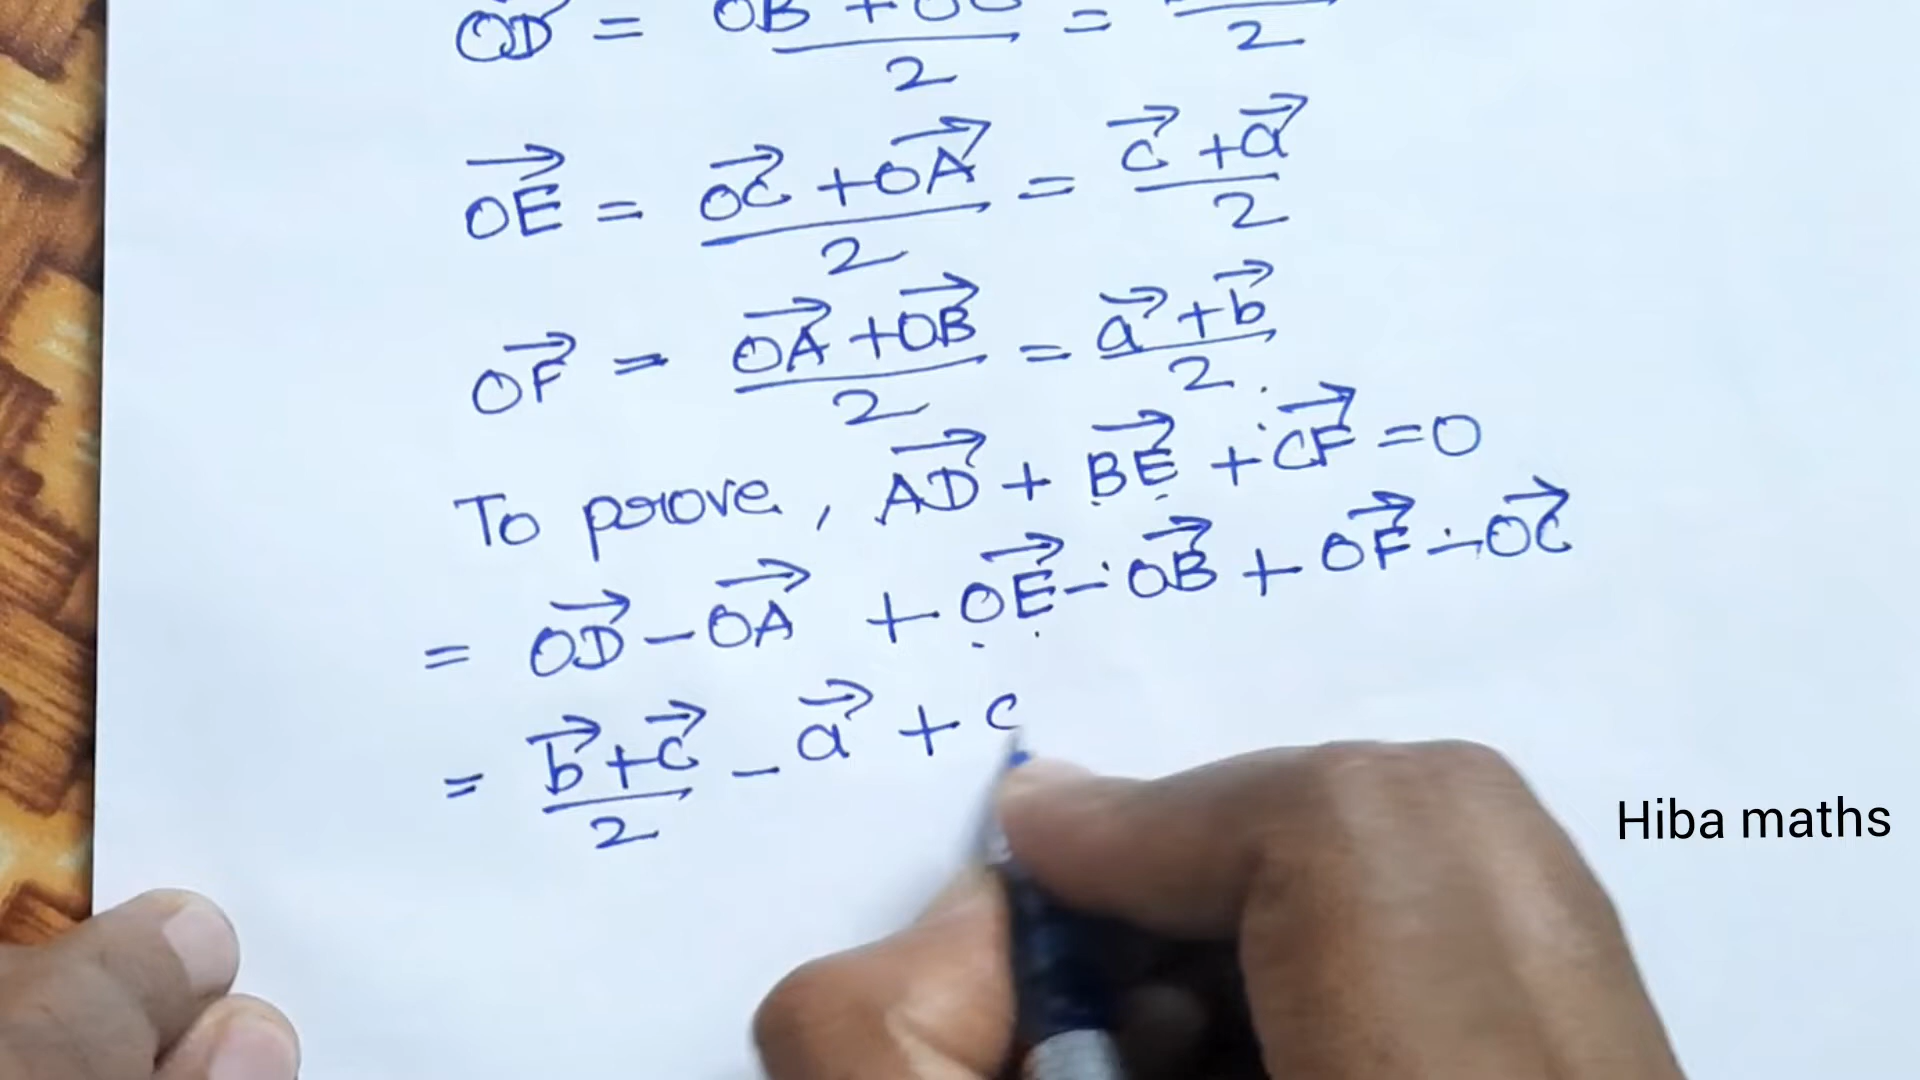 OD = OB + OC / 2 = / 2
OE = OC + OA / 2 = c + a / 2
OF = OA + OB / 2 = a + b / 2
To prove, AD + BE + CF = 0
= OD - OA + OE - OB + OF - OC
= b + c / 2 - a + c
Hiba maths